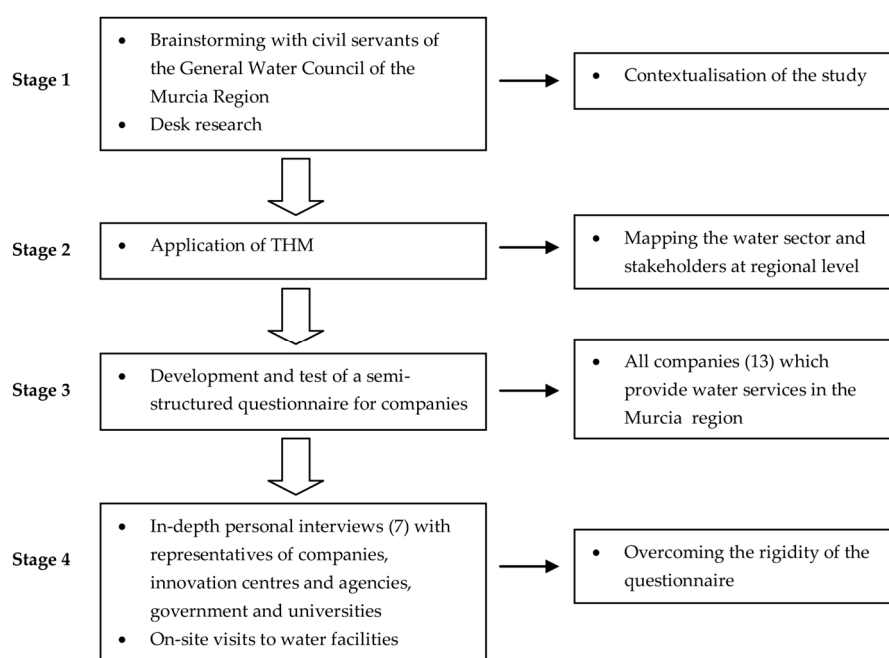 Stage 1
• Brainstorming with civil servants of
the General Water Council of the
Murcia Region
• Desk research
• Contextualisation of the study
Stage 2
• Application of THM
• Mapping the water sector and
stakeholders at regional level
Stage 3
• Development and test of a semi-
structured questionnaire for companies
• All companies (13) which
provide water services in the
Murcia region
Stage 4
• In-depth personal interviews (7) with
representatives of companies,
innovation centres and agencies,
government and universities
• On-site visits to water facilities
• Overcoming the rigidity of the
questionnaire